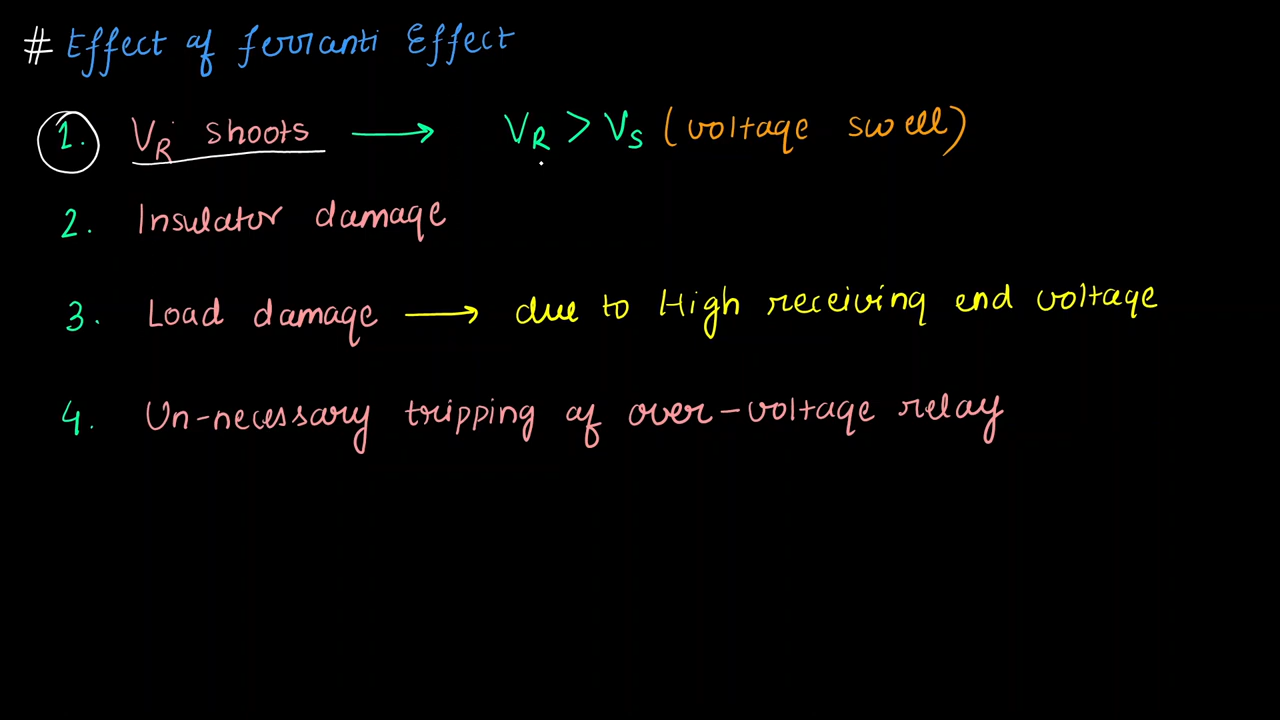 # Effect of ferranti Effect
1. VR shoots → VR > VS (voltage swell)
2. Insulator damage
3. Load damage → due to High receiving end voltage
4. Un-necessary tripping of over-voltage relay